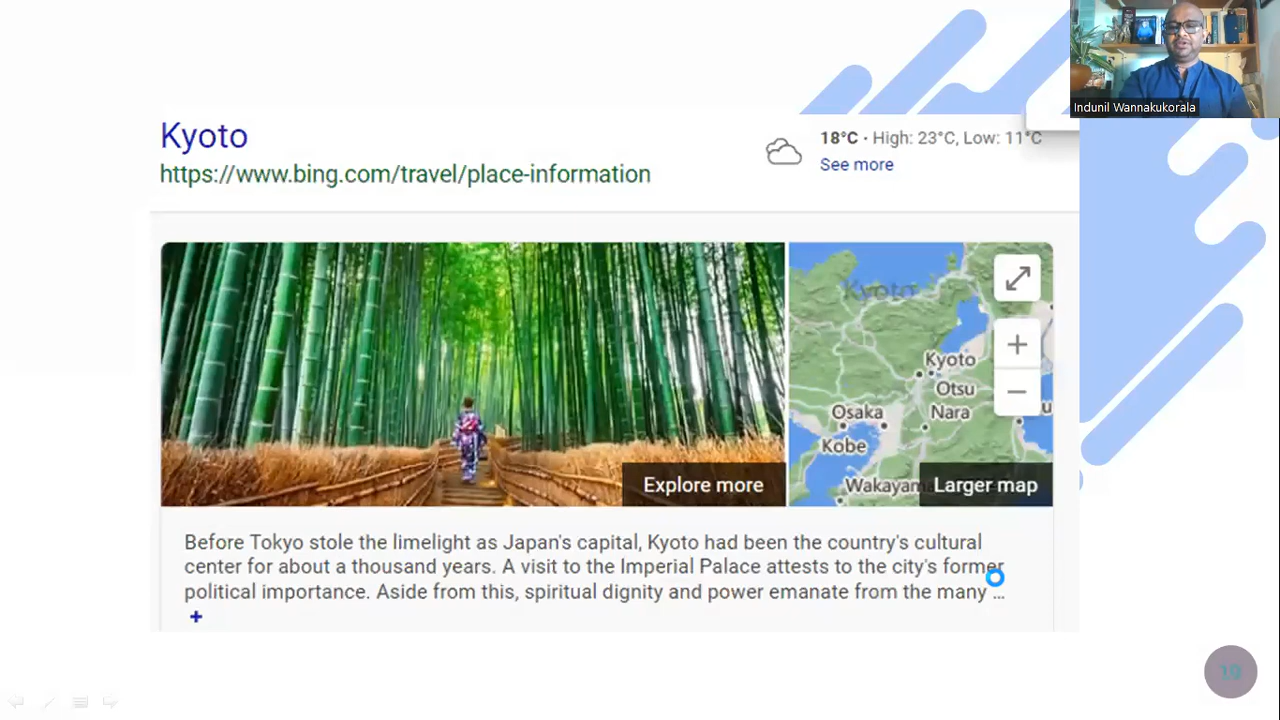 Indunil Wannakukorala
Kyoto
https://www.bing.com/travel/place-information
18°C · High: 23°C, Low: 11°C
See more
Kyoto
Kyoto
Otsu
Osaka
Nara
Kobe
Wakayam
Explore more
Larger map
Before Tokyo stole the limelight as Japan's capital, Kyoto had been the country's cultural
center for about a thousand years. A visit to the Imperial Palace attests to the city's former
political importance. Aside from this, spiritual dignity and power emanate from the many ...
19